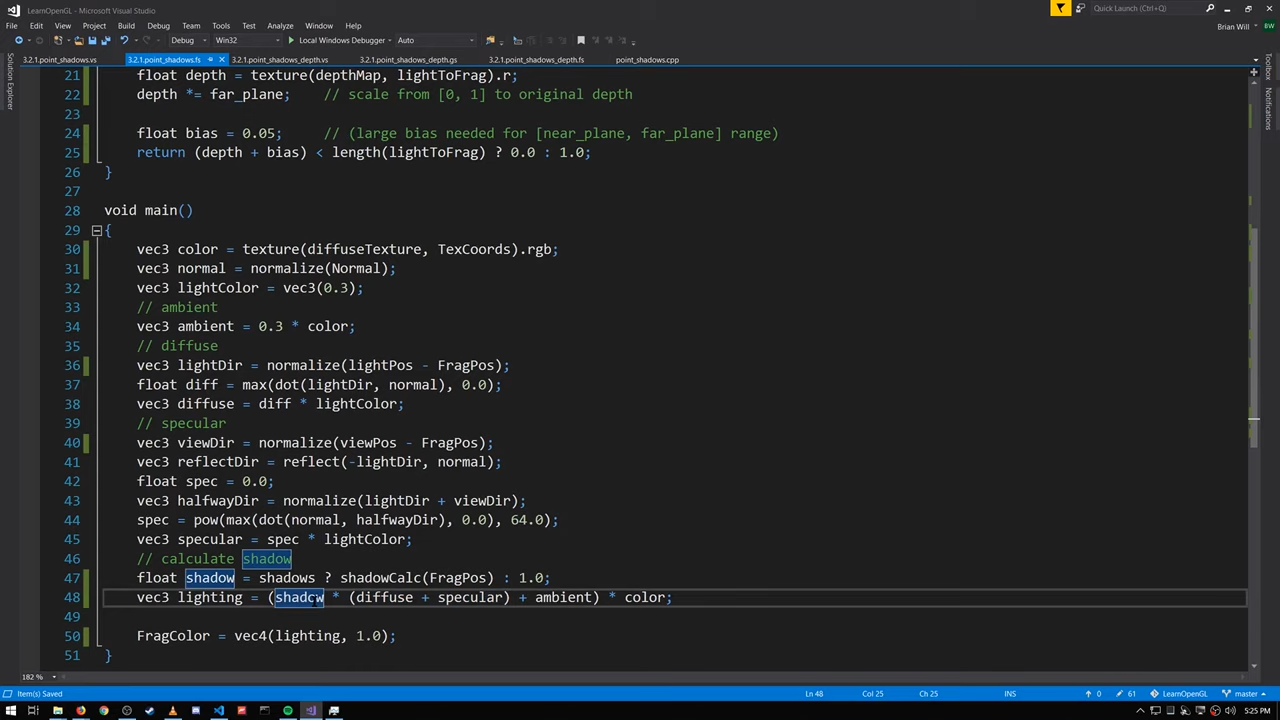 LearnOpenGL - Microsoft Visual Studio
Quick Launch (Ctrl+Q)
File Edit View Project Build Debug Team Tools Test Analyze Window Help
Brian Will
Debug Win32 Local Windows Debugger Auto
3.2.1.point_shadows.vs 3.2.1.point_shadows.fs 3.2.1.point_shadows_depth.vs 3.2.1.point_shadows_depth.gs 3.2.1.point_shadows_depth.fs point_shadows.cpp
Solution Explorer
Notifications
21 float depth = texture(depthMap, lightToFrag).r;
22 depth *= far_plane; // scale from [0, 1] to original depth
23
24 float bias = 0.05; // (large bias needed for [near_plane, far_plane] range)
25 return (depth + bias) < length(lightToFrag) ? 0.0 : 1.0;
26 }
27
28 void main()
29 {
30 vec3 color = texture(diffuseTexture, TexCoords).rgb;
31 vec3 normal = normalize(Normal);
32 vec3 lightColor = vec3(0.3);
33 // ambient
34 vec3 ambient = 0.3 * color;
35 // diffuse
36 vec3 lightDir = normalize(lightPos - FragPos);
37 float diff = max(dot(lightDir, normal), 0.0);
38 vec3 diffuse = diff * lightColor;
39 // specular
40 vec3 viewDir = normalize(viewPos - FragPos);
41 vec3 reflectDir = reflect(-lightDir, normal);
42 float spec = 0.0;
43 vec3 halfwayDir = normalize(lightDir + viewDir);
44 spec = pow(max(dot(normal, halfwayDir), 0.0), 64.0);
45 vec3 specular = spec * lightColor;
46 // calculate shadow
47 float shadow = shadows ? shadowCalc(FragPos) : 1.0;
48 vec3 lighting = (shadow * (diffuse + specular) + ambient) * color;
49
50 FragColor = vec4(lighting, 1.0);
51 }
182 %
Item(s) Saved Ln 48 Col 25 Ch 25 INS 0 61 LearnOpenGL master
5:25 PM